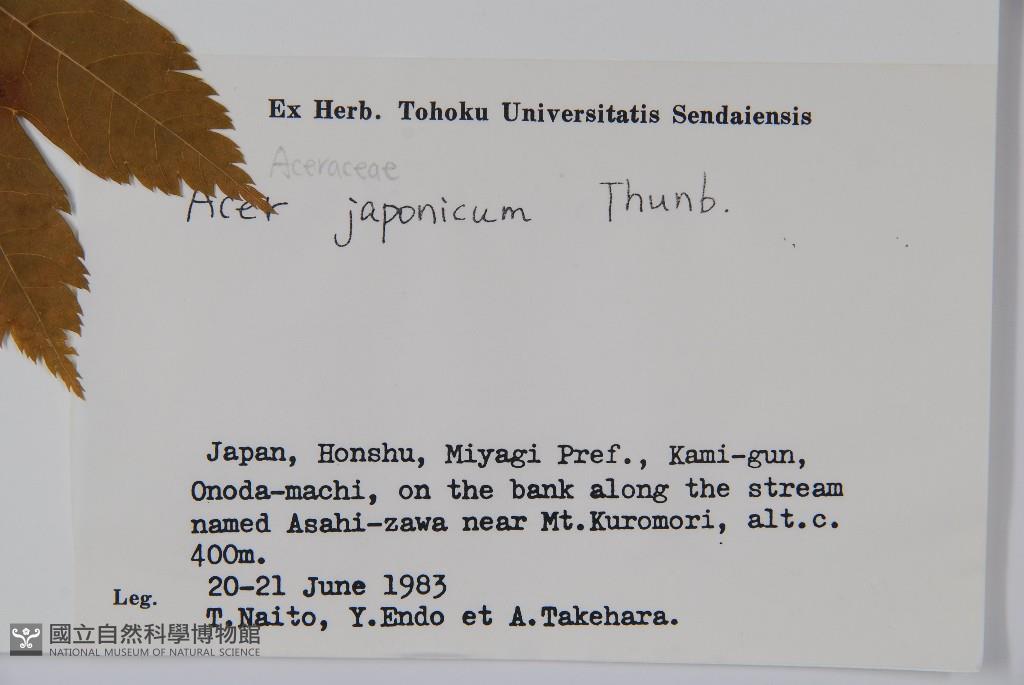 Ex Herb. Tohoku Universitatis Sendaiensis
Aceraceae
Acer japonicum Thunb.
Japan, Honshu, Miyagi Pref., Kami-gun,
Onoda-machi, on the bank along the stream
named Asahi-zawa near Mt.Kuromori, alt.c.
400m.
20-21 June 1983
Leg. T.Naito, Y.Endo et A.Takehara.
國立自然科學博物館
NATIONAL MUSEUM OF NATURAL SCIENCE